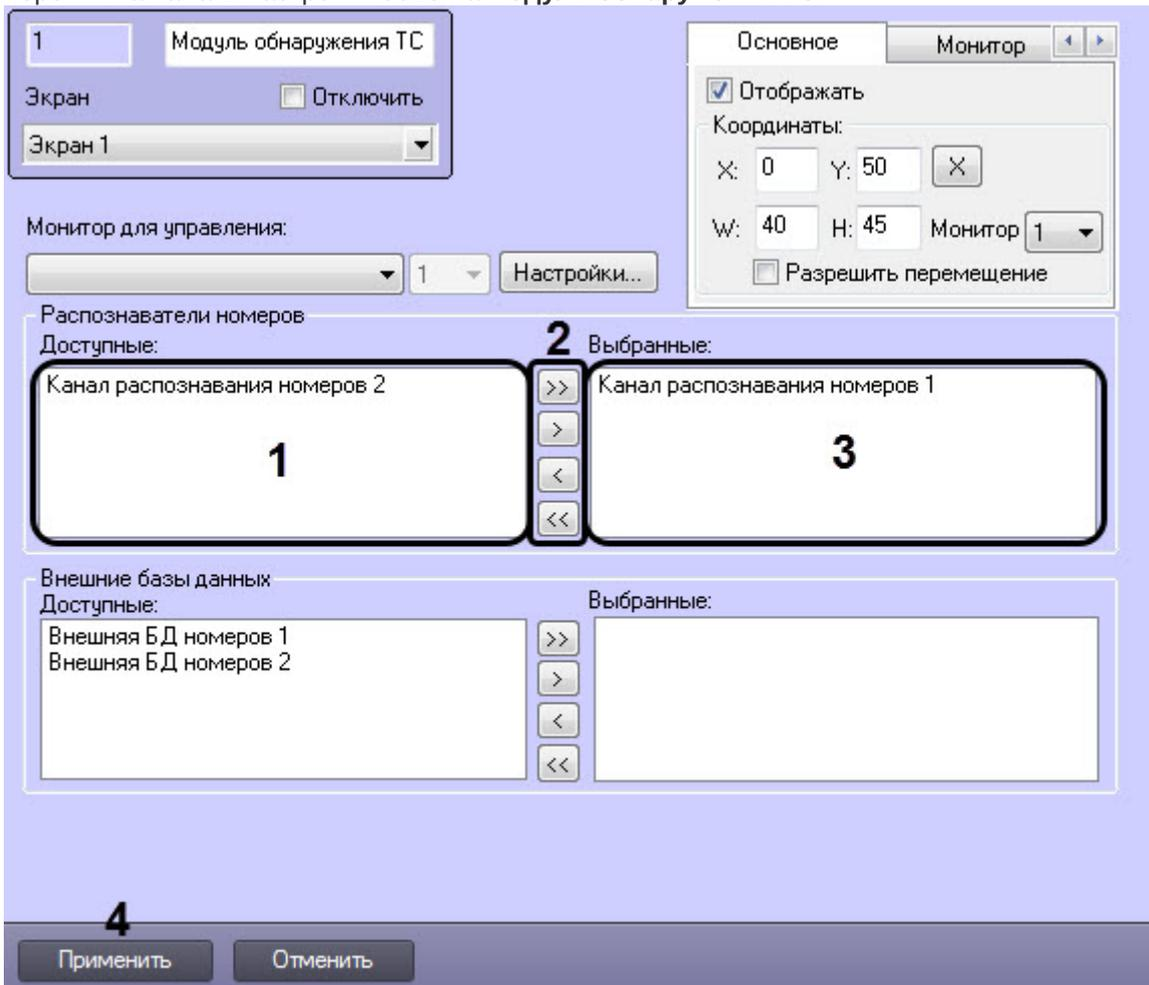 1 Модуль обнаружения ТС
Экран Отключить
Экран 1
Основное Монитор
Отображать
Координаты:
X: 0 Y: 50 X
W: 40 H: 45 Монитор 1
Разрешить перемещение
Монитор для управления:
1 Настройки...
Распознаватели номеров
Доступные: 2 Выбранные:
Канал распознавания номеров 2 >> Канал распознавания номеров 1
>
1 3
<
<<
Внешние базы данных
Доступные: Выбранные:
Внешняя БД номеров 1 >>
Внешняя БД номеров 2
>
<
<<
4
Применить Отменить